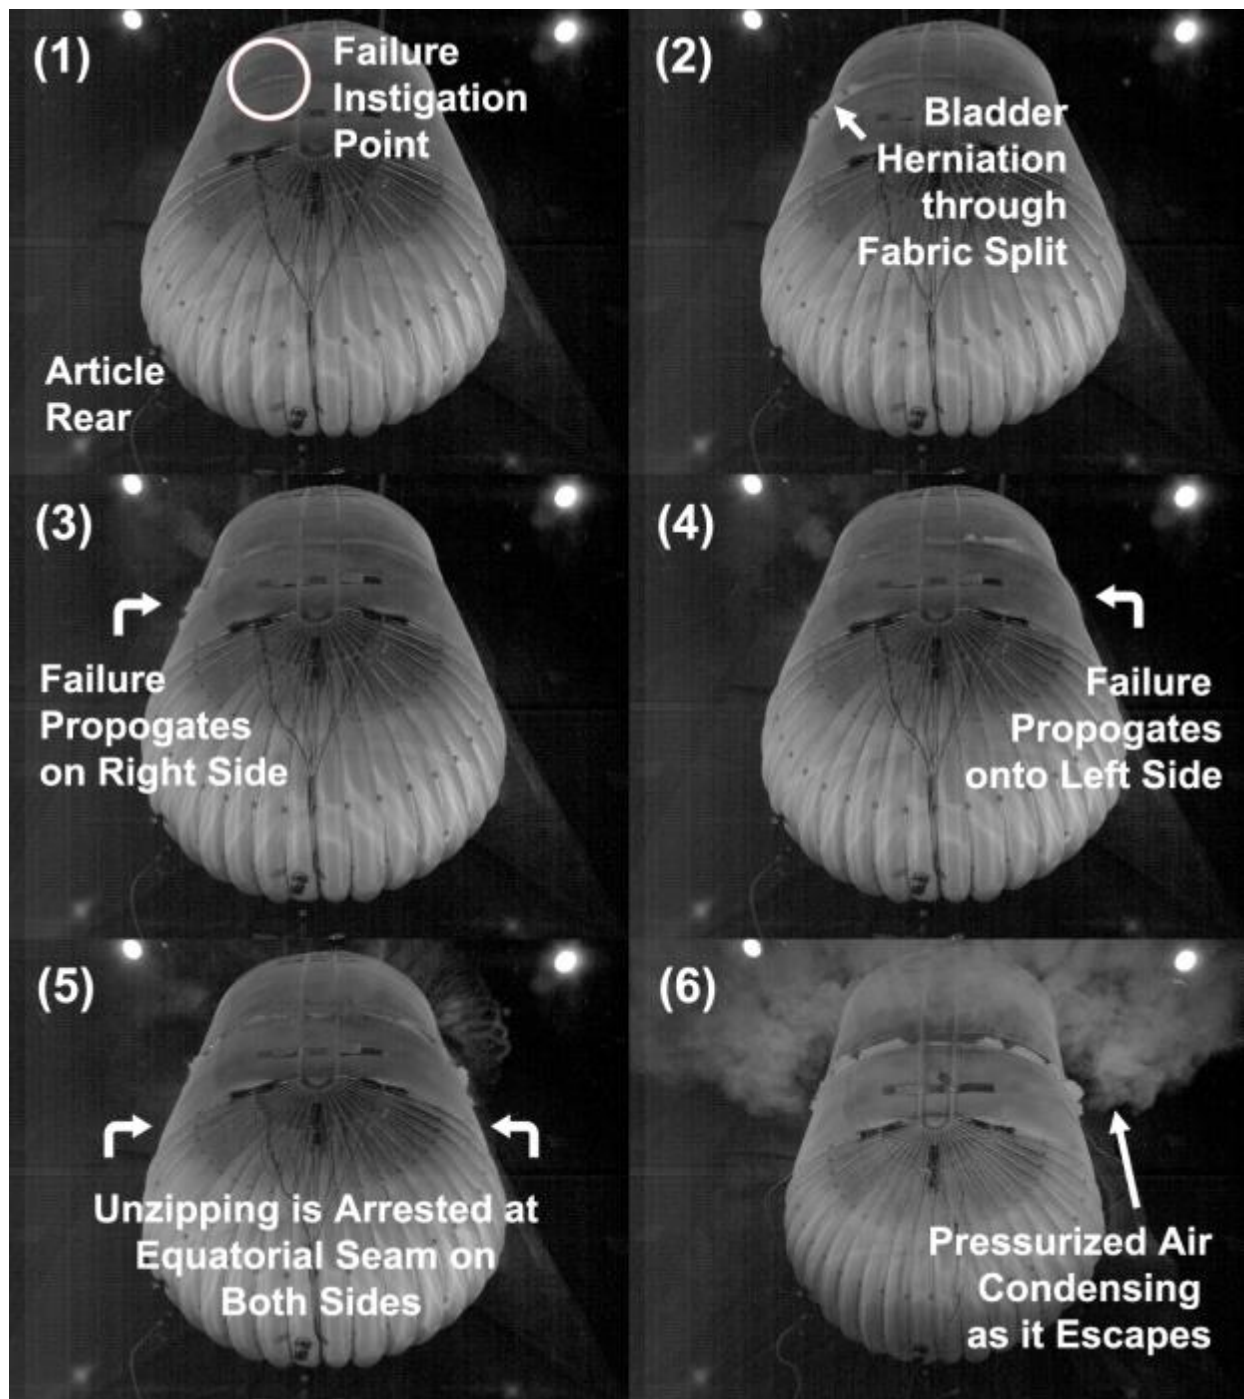 (1)
Failure
Instigation
Point
Article
Rear
(2)
Bladder
Herniation
through
Fabric Split
(3)
Failure
Propogates
on Right Side
(4)
Failure
Propogates
onto Left Side
(5)
Unzipping is Arrested at
Equatorial Seam on
Both Sides
(6)
Pressurized Air
Condensing
as it Escapes